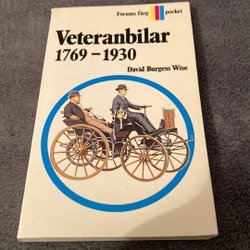 Forums färg pocket
Veteranbilar
1769–1930
David Burgess Wise